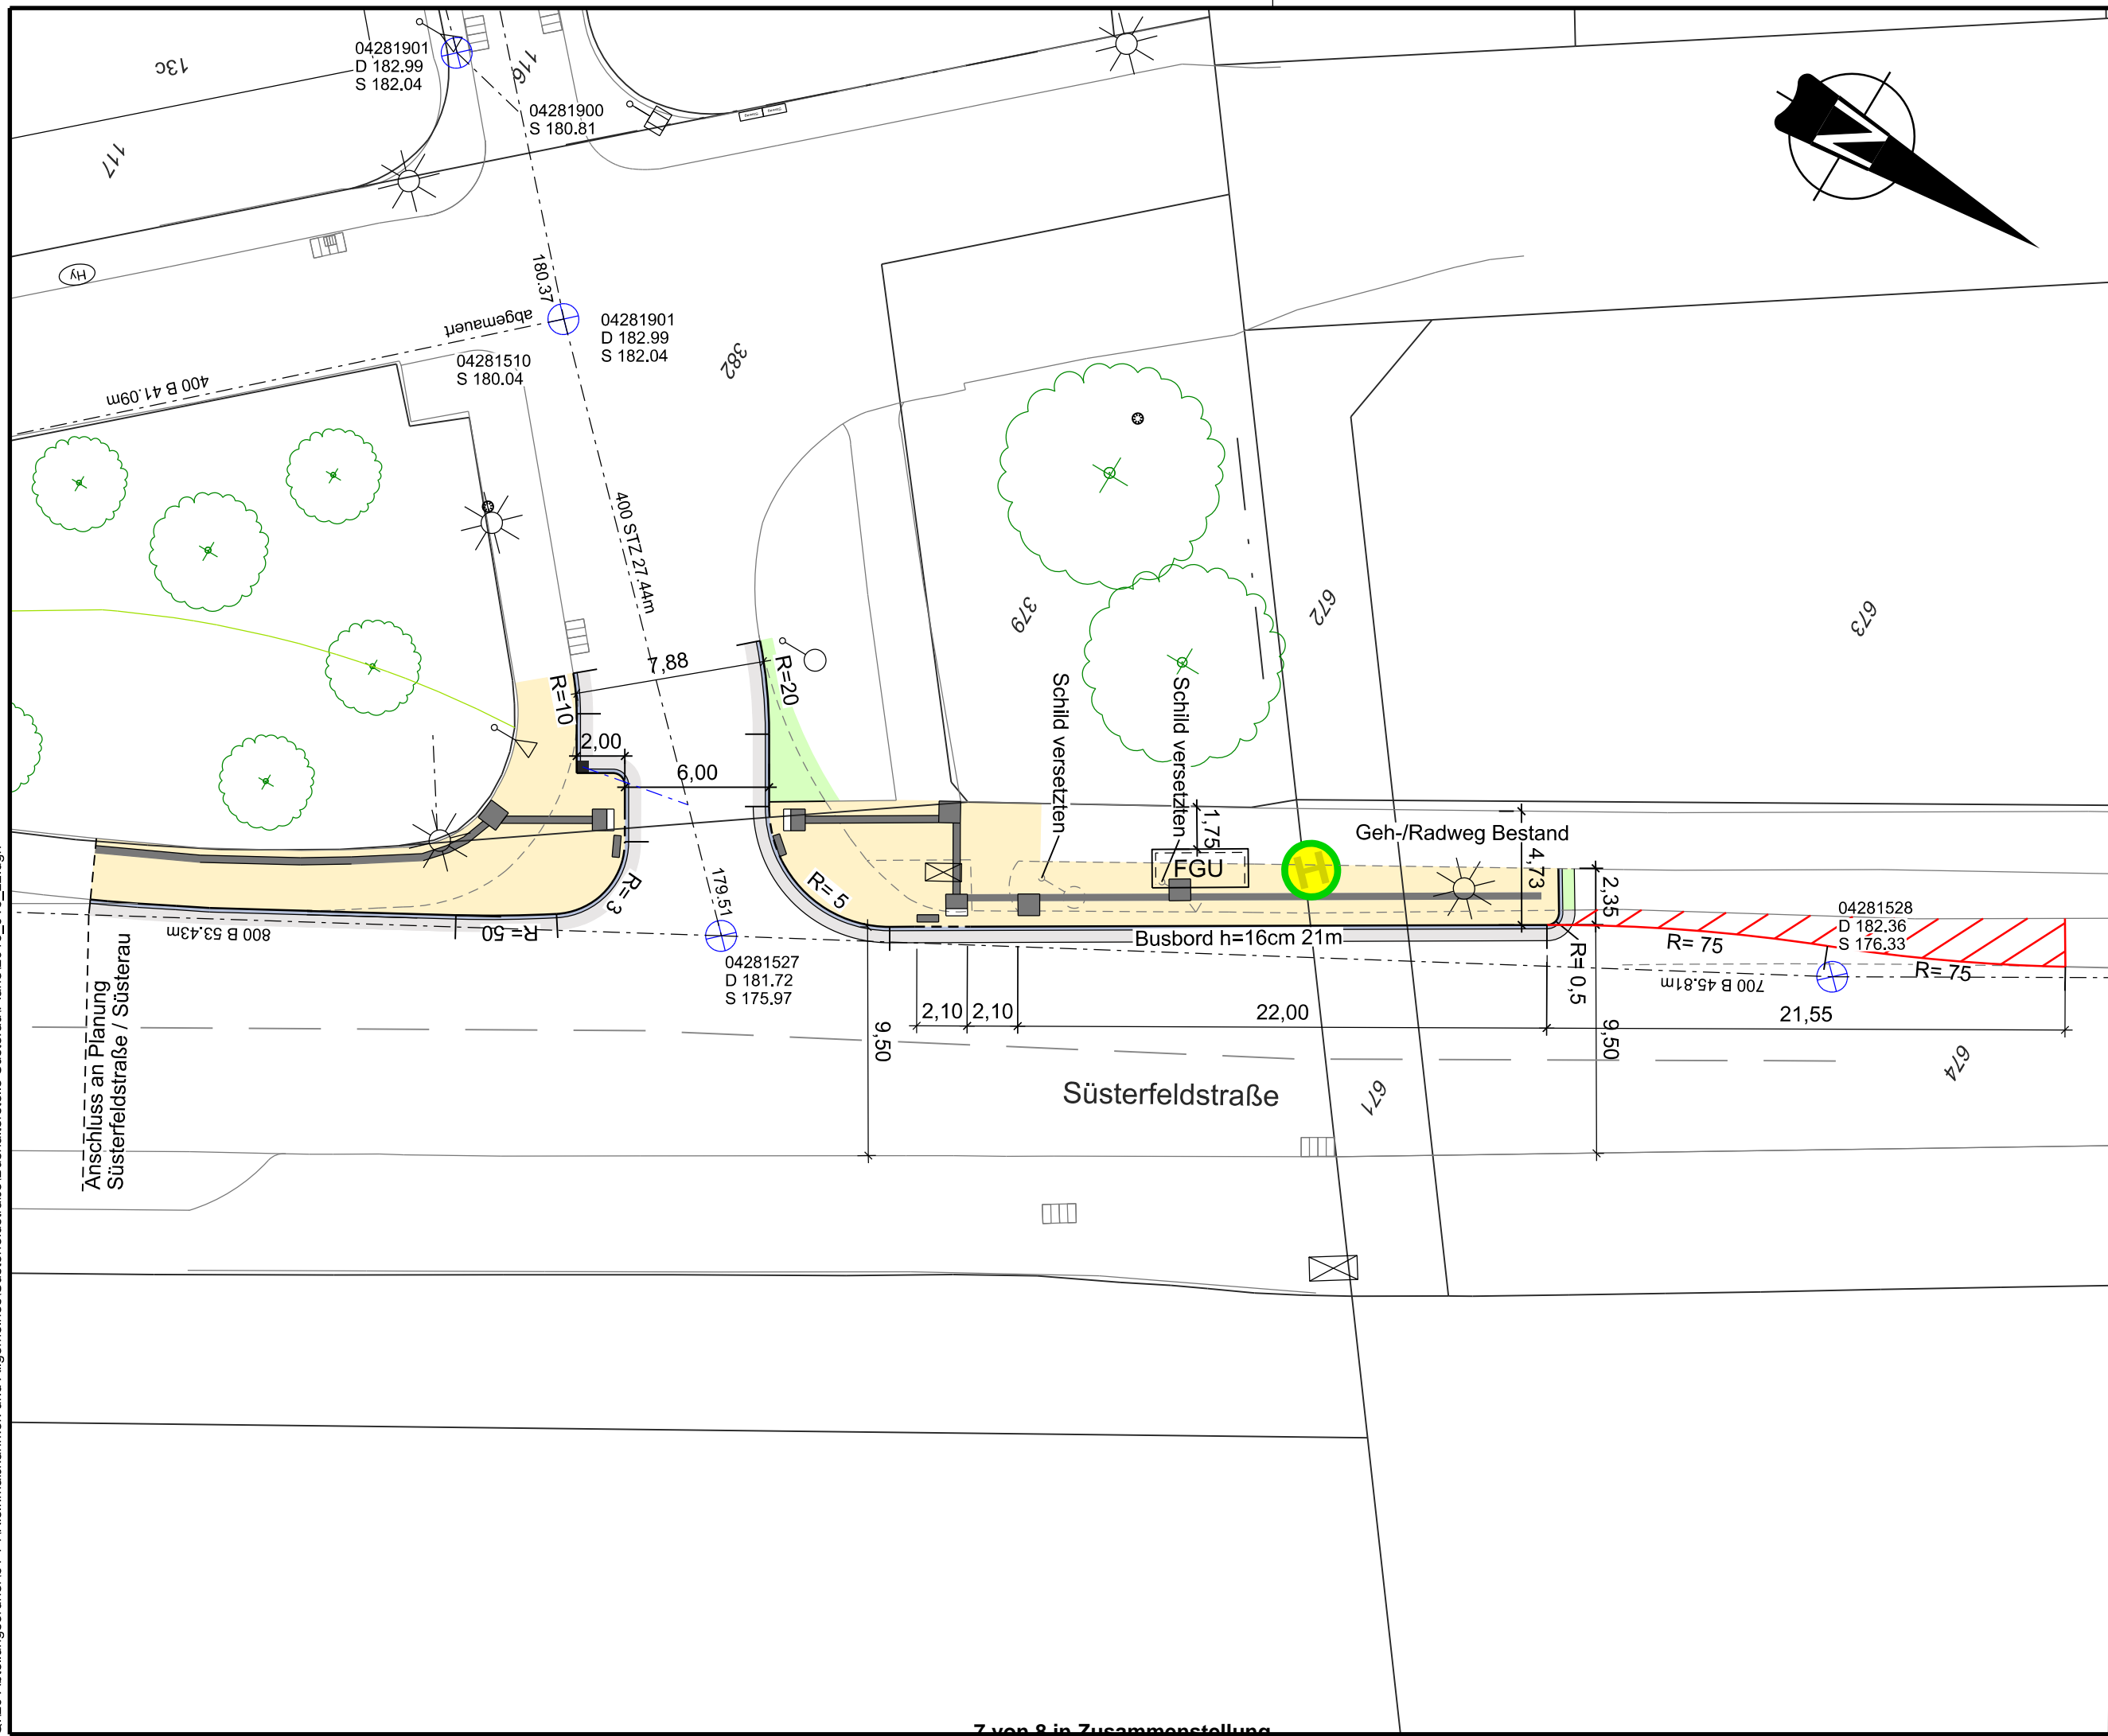 13c
117
04281901
D 182.99
S 182.04
116
04281900
S 180.81
Hy
180.37
abgemauert
04281901
D 182.99
S 182.04
04281510
S 180.04
400 B 41.09m
382
400 STZ 27.44m
379
672
673
R=10
7,88
R=20
2,00
6,00
Schild versetzten
Schild versetzten
1,75
FGU
H
Geh-/Radweg Bestand
4,73
2,35
R=3
R= 5
R=50
800 B 53.43m
179.51
04281527
D 181.72
S 175.97
Busbord h=16cm 21m
R= 0,5
04281528
D 182.36
S 176.33
R= 75
R= 75
700 B 45.81m
2,10
2,10
22,00
21,55
9,50
9,50
Anschluss an Planung
Süsterfeldstraße / Süsterau
Süsterfeldstraße
671
674
7 von 8 in Zusammenstellung